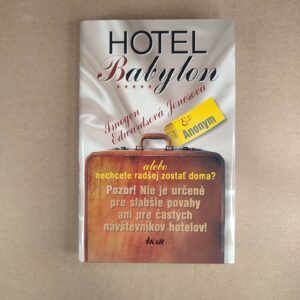 HOTEL
Babylon
Imogen
Edwardsová Jonesová
& Anonym
alebo
nechcete radšej zostať doma?
Pozor! Nie je určené
pre slabšie povahy
ani pre častých
návštevníkov hotelov!
IKAR